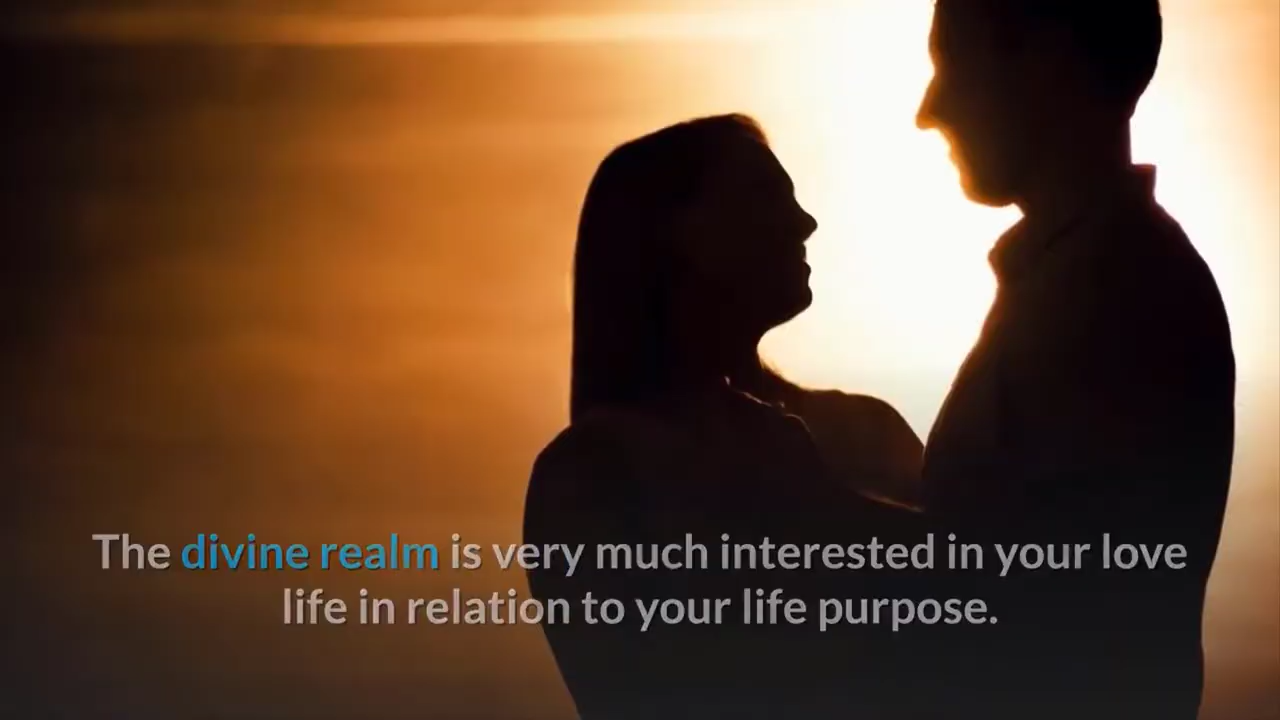 The divine realm is very much interested in your love
life in relation to your life purpose.